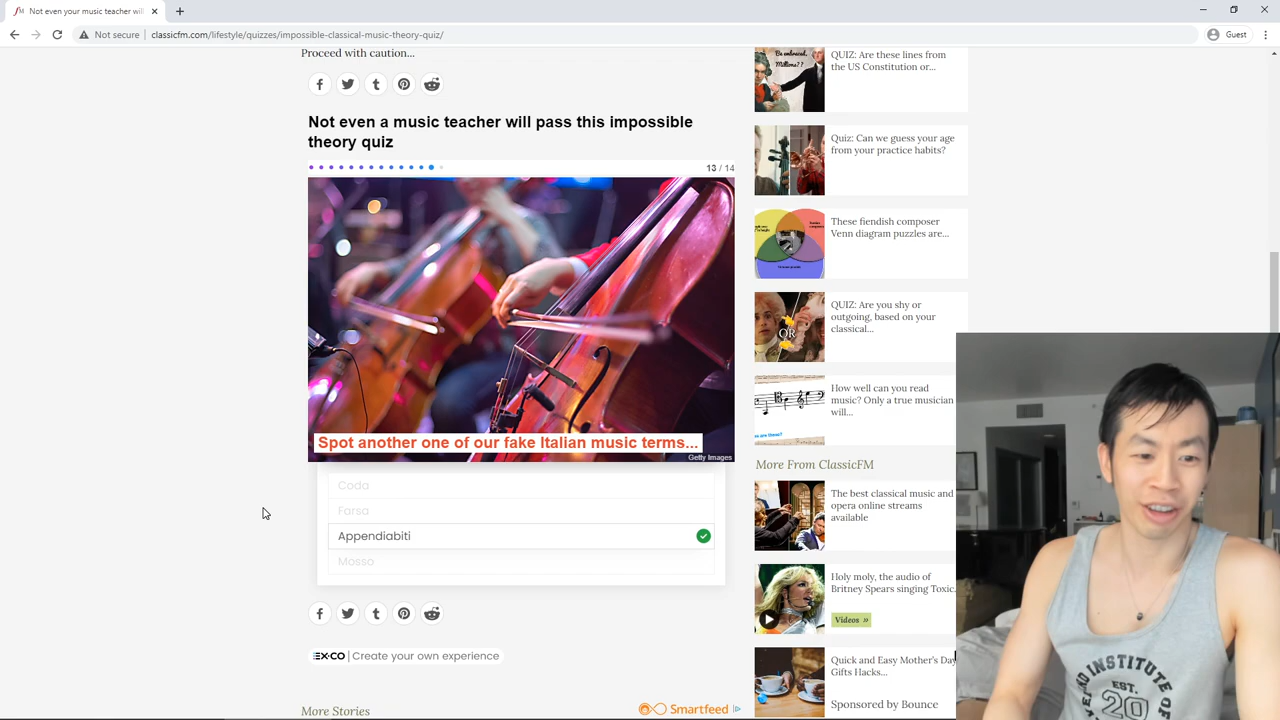 Not even your music teacher will
Not secure
classicfm.com/lifestyle/quizzes/impossible-classical-music-theory-quiz/
Guest
Proceed with caution...
Not even a music teacher will pass this impossible
theory quiz
13 / 14
Spot another one of our fake Italian music terms...
Getty Images
Coda
Farsa
Appendiabiti
Mosso
EX.CO | Create your own experience
More Stories
Smartfeed
Be embraced,
Millions??
QUIZ: Are these lines from
the US Constitution or...
Quiz: Can we guess your age
from your practice habits?
These fiendish composer
Venn diagram puzzles are...
OR
QUIZ: Are you shy or
outgoing, based on your
classical...
How well can you read
music? Only a true musician
will...
More From ClassicFM
The best classical music and
opera online streams
available
Holy moly, the audio of
Britney Spears singing Toxic
Videos »
Quick and Easy Mother's Day
Gifts Hacks...
Sponsored by Bounce
INSTITUTE OF
EST.
20